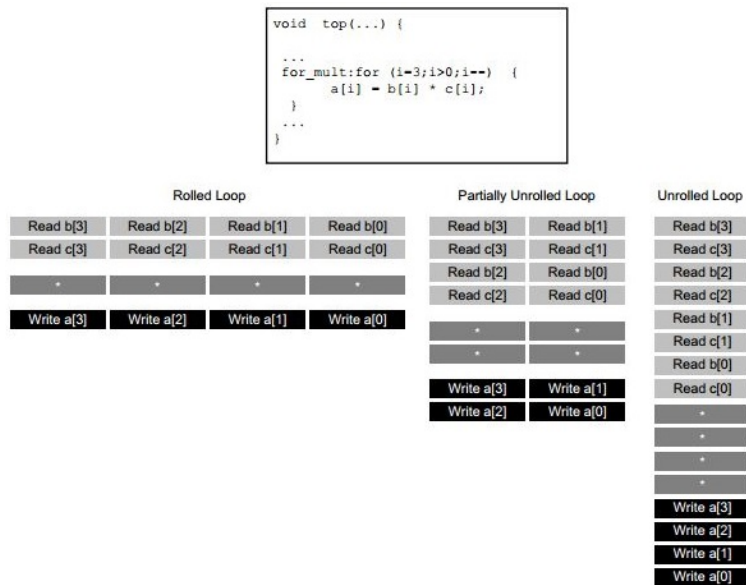 void top(...) {
...
for_mult:for (i=3;i>0;i--) {
a[i] = b[i] * c[i];
}
...
}
Rolled Loop
Partially Unrolled Loop
Unrolled Loop
Read b[3] Read b[2] Read b[1] Read b[0]
Read c[3] Read c[2] Read c[1] Read c[0]
* * * *
Write a[3] Write a[2] Write a[1] Write a[0]
Read b[3] Read b[1]
Read c[3] Read c[1]
Read b[2] Read b[0]
Read c[2] Read c[0]
* *
* *
Write a[3] Write a[1]
Write a[2] Write a[0]
Read b[3]
Read c[3]
Read b[2]
Read c[2]
Read b[1]
Read c[1]
Read b[0]
Read c[0]
*
*
*
*
Write a[3]
Write a[2]
Write a[1]
Write a[0]